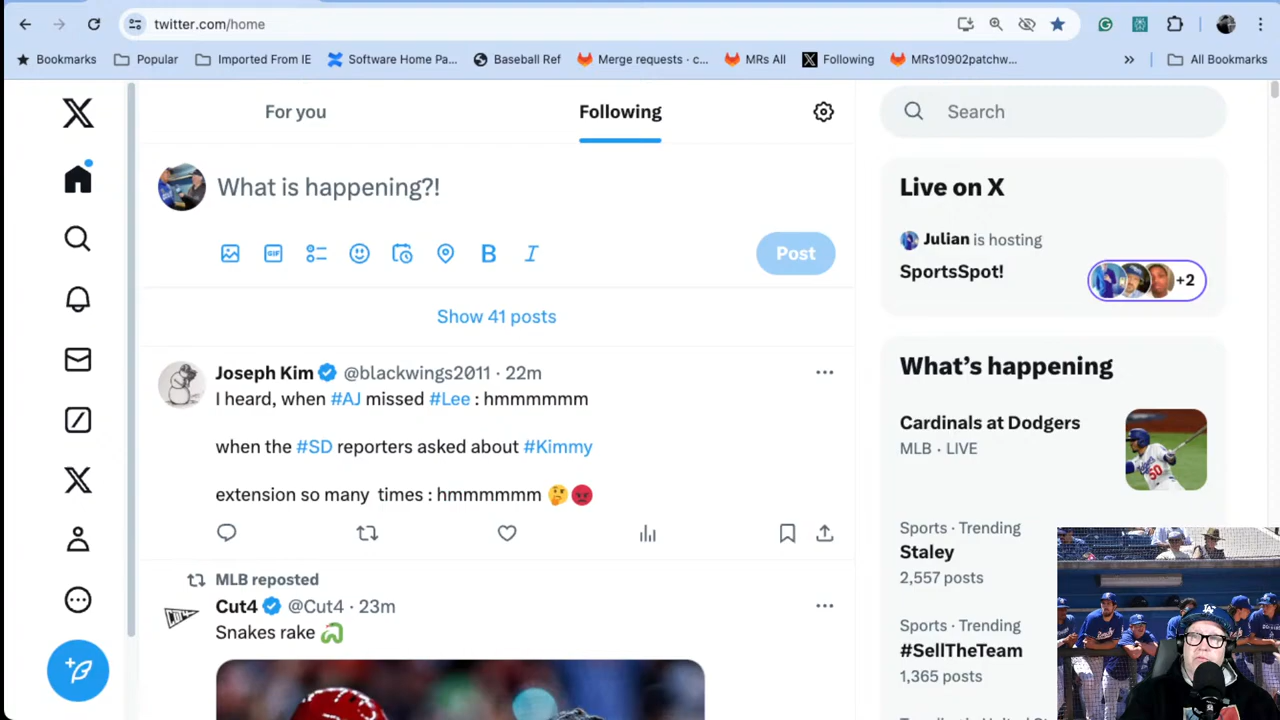 twitter.com/home
Bookmarks
Popular
Imported From IE
Software Home Pa...
Baseball Ref
Merge requests · c...
MRs All
Following
MRs10902patchw...
»
All Bookmarks
For you
Following
Search
What is happening?!
GIF
B
I
Post
Show 41 posts
Joseph Kim @blackwings2011 · 22m
I heard, when #AJ missed #Lee : hmmmmmm
when the #SD reporters asked about #Kimmy
extension so many times : hmmmmmm 🤔😡
MLB reposted
Cut4 @Cut4 · 23m
Snakes rake 🐍
Live on X
Julian is hosting
SportsSpot!
+2
What's happening
Cardinals at Dodgers
MLB · LIVE
50
Sports · Trending
Staley
2,557 posts
Sports · Trending
#SellTheTeam
1,365 posts